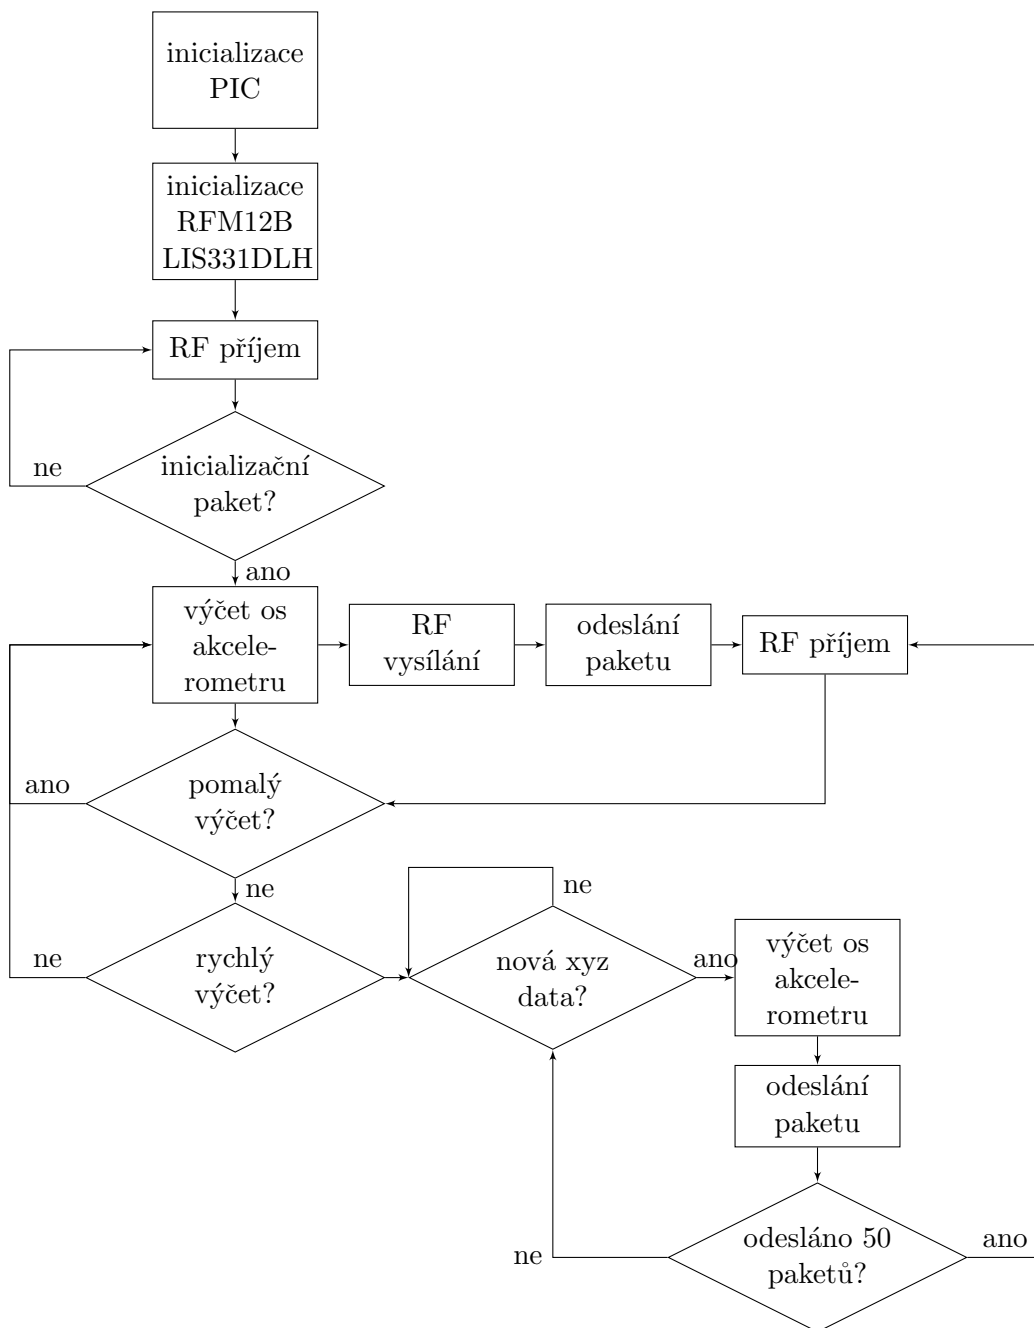 inicializace
PIC
inicializace
RFM12B
LIS331DLH
RF příjem
ne
inicializační
paket?
ano
výčet os
akcele-
rometru
RF
vysílání
odeslání
paketu
RF příjem
ano
pomalý
výčet?
ne
ne
rychlý
výčet?
ne
nová xyz
data?
ano
výčet os
akcele-
rometru
odeslání
paketu
ne
odesláno 50
paketů?
ano